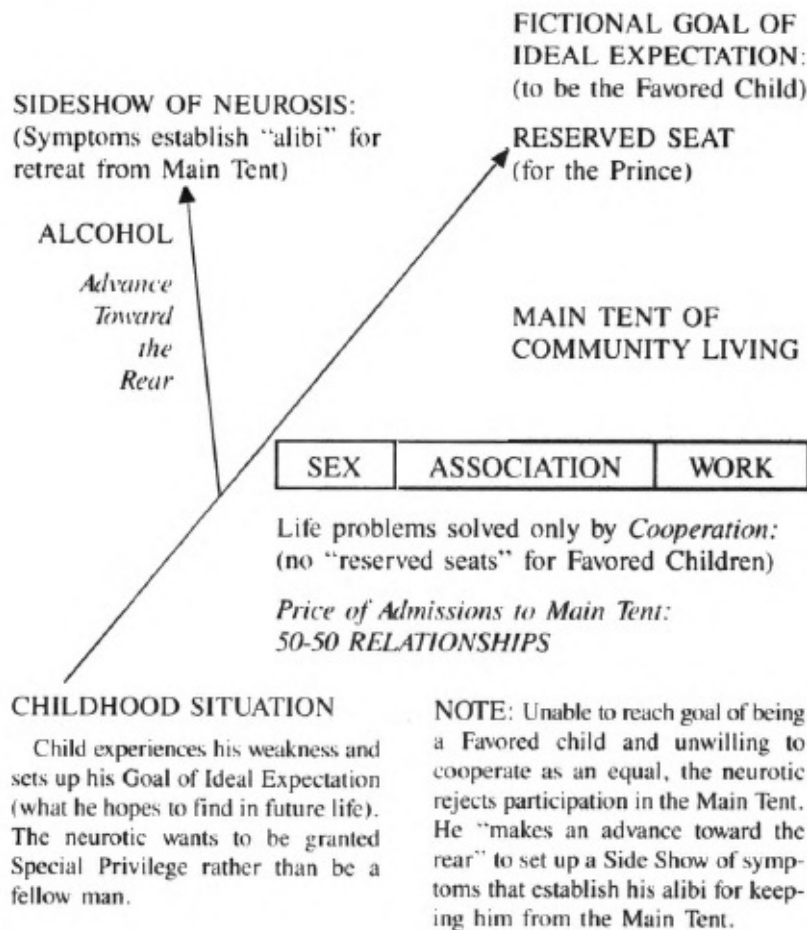 FICTIONAL GOAL OF
IDEAL EXPECTATION:
(to be the Favored Child)
SIDESHOW OF NEUROSIS:
(Symptoms establish "alibi" for
retreat from Main Tent)
RESERVED SEAT
(for the Prince)
ALCOHOL
Advance
Toward
the
Rear
MAIN TENT OF
COMMUNITY LIVING
SEX ASSOCIATION WORK
Life problems solved only by Cooperation:
(no "reserved seats" for Favored Children)
Price of Admissions to Main Tent:
50-50 RELATIONSHIPS
CHILDHOOD SITUATION
Child experiences his weakness and
sets up his Goal of Ideal Expectation
(what he hopes to find in future life).
The neurotic wants to be granted
Special Privilege rather than be a
fellow man.
NOTE: Unable to reach goal of being
a Favored child and unwilling to
cooperate as an equal, the neurotic
rejects participation in the Main Tent.
He "makes an advance toward the
rear" to set up a Side Show of symp-
toms that establish his alibi for keep-
ing him from the Main Tent.